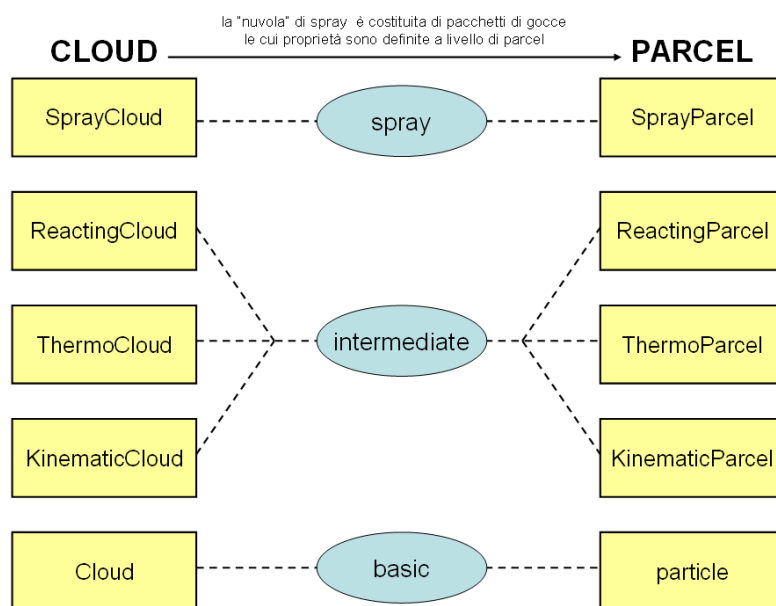 la "nuvola" di spray è costituita di pacchetti di gocce
le cui proprietà sono definite a livello di parcel
CLOUD
PARCEL
SprayCloud
spray
SprayParcel
ReactingCloud
ReactingParcel
ThermoCloud
intermediate
ThermoParcel
KinematicCloud
KinematicParcel
Cloud
basic
particle